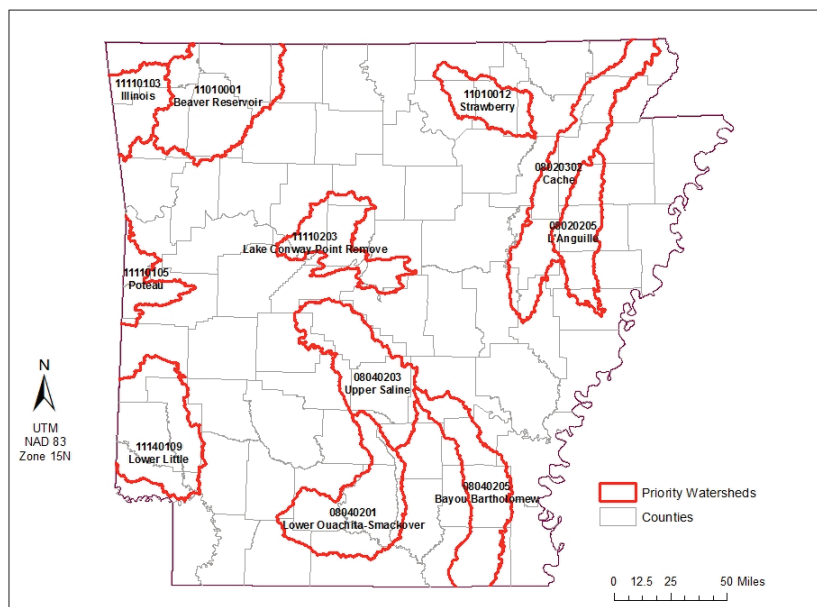 11110103
Illinois
11010001
Beaver Reservoir
11010012
Strawberry
08020302
Cache
08020205
L'Anguille
11110203
Lake Conway Point Remove
11110105
Poteau
08040203
Upper Saline
11140109
Lower Little
08040205
Bayou Bartholomew
08040201
Lower Ouachita-Smackover
N
UTM
NAD 83
Zone 15N
Priority Watersheds
Counties
0 12.5 25 50 Miles